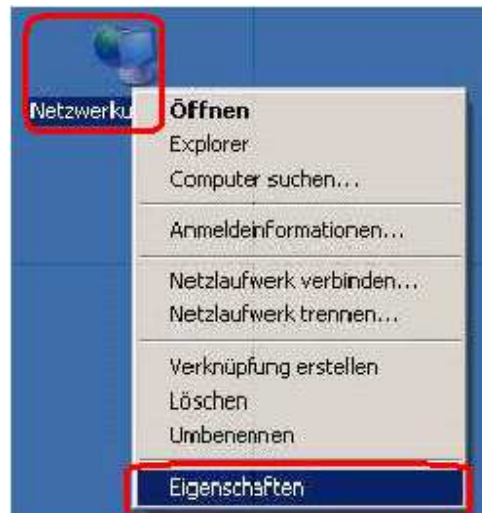 Netzwerku
Öffnen
Explorer
Computer suchen...
Anmeldeinformationen...
Netzlaufwerk verbinden...
Netzlaufwerk trennen...
Verknüpfung erstellen
Löschen
Umbenennen
Eigenschaften